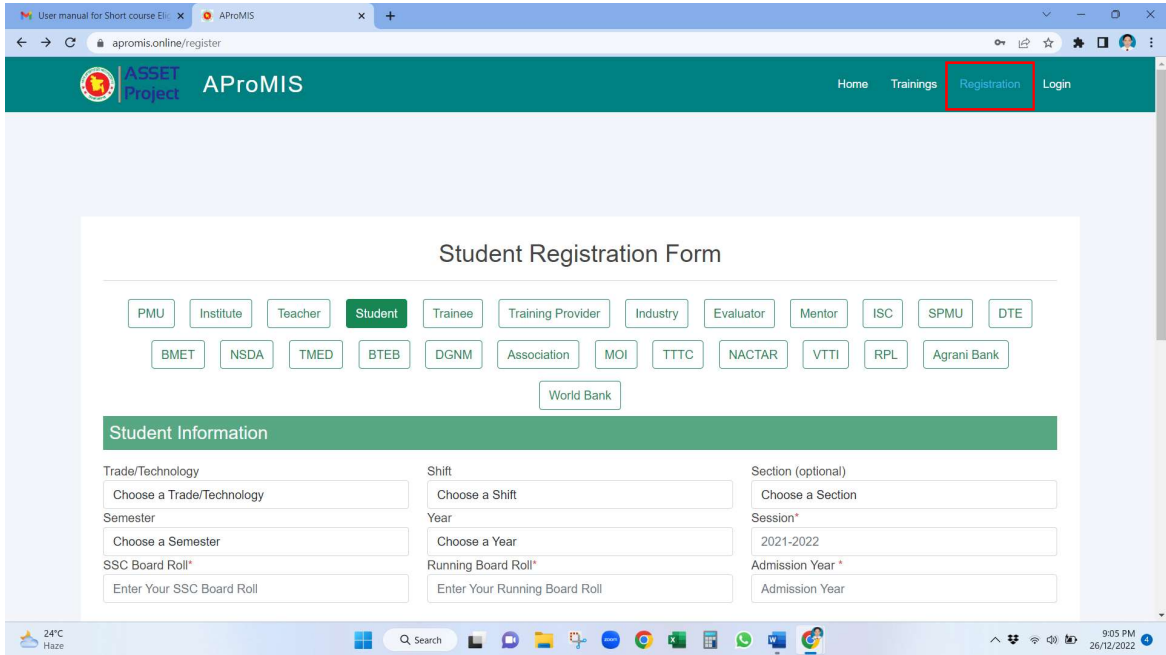 User manual for Short course Elig
AProMIS
apromis.online/register
ASSET
Project
AProMIS
Home Trainings Registration Login
Student Registration Form
PMU Institute Teacher Student Trainee Training Provider Industry Evaluator Mentor ISC SPMU DTE
BMET NSDA TMED BTEB DGNM Association MOI TTTC NACTAR VTTI RPL Agrani Bank
World Bank
Student Information
Trade/Technology Shift Section (optional)
Choose a Trade/Technology Choose a Shift Choose a Section
Semester Year Session*
Choose a Semester Choose a Year 2021-2022
SSC Board Roll* Running Board Roll* Admission Year *
Enter Your SSC Board Roll Enter Your Running Board Roll Admission Year
24°C
Haze
Search
zoom
9:05 PM
26/12/2022
4